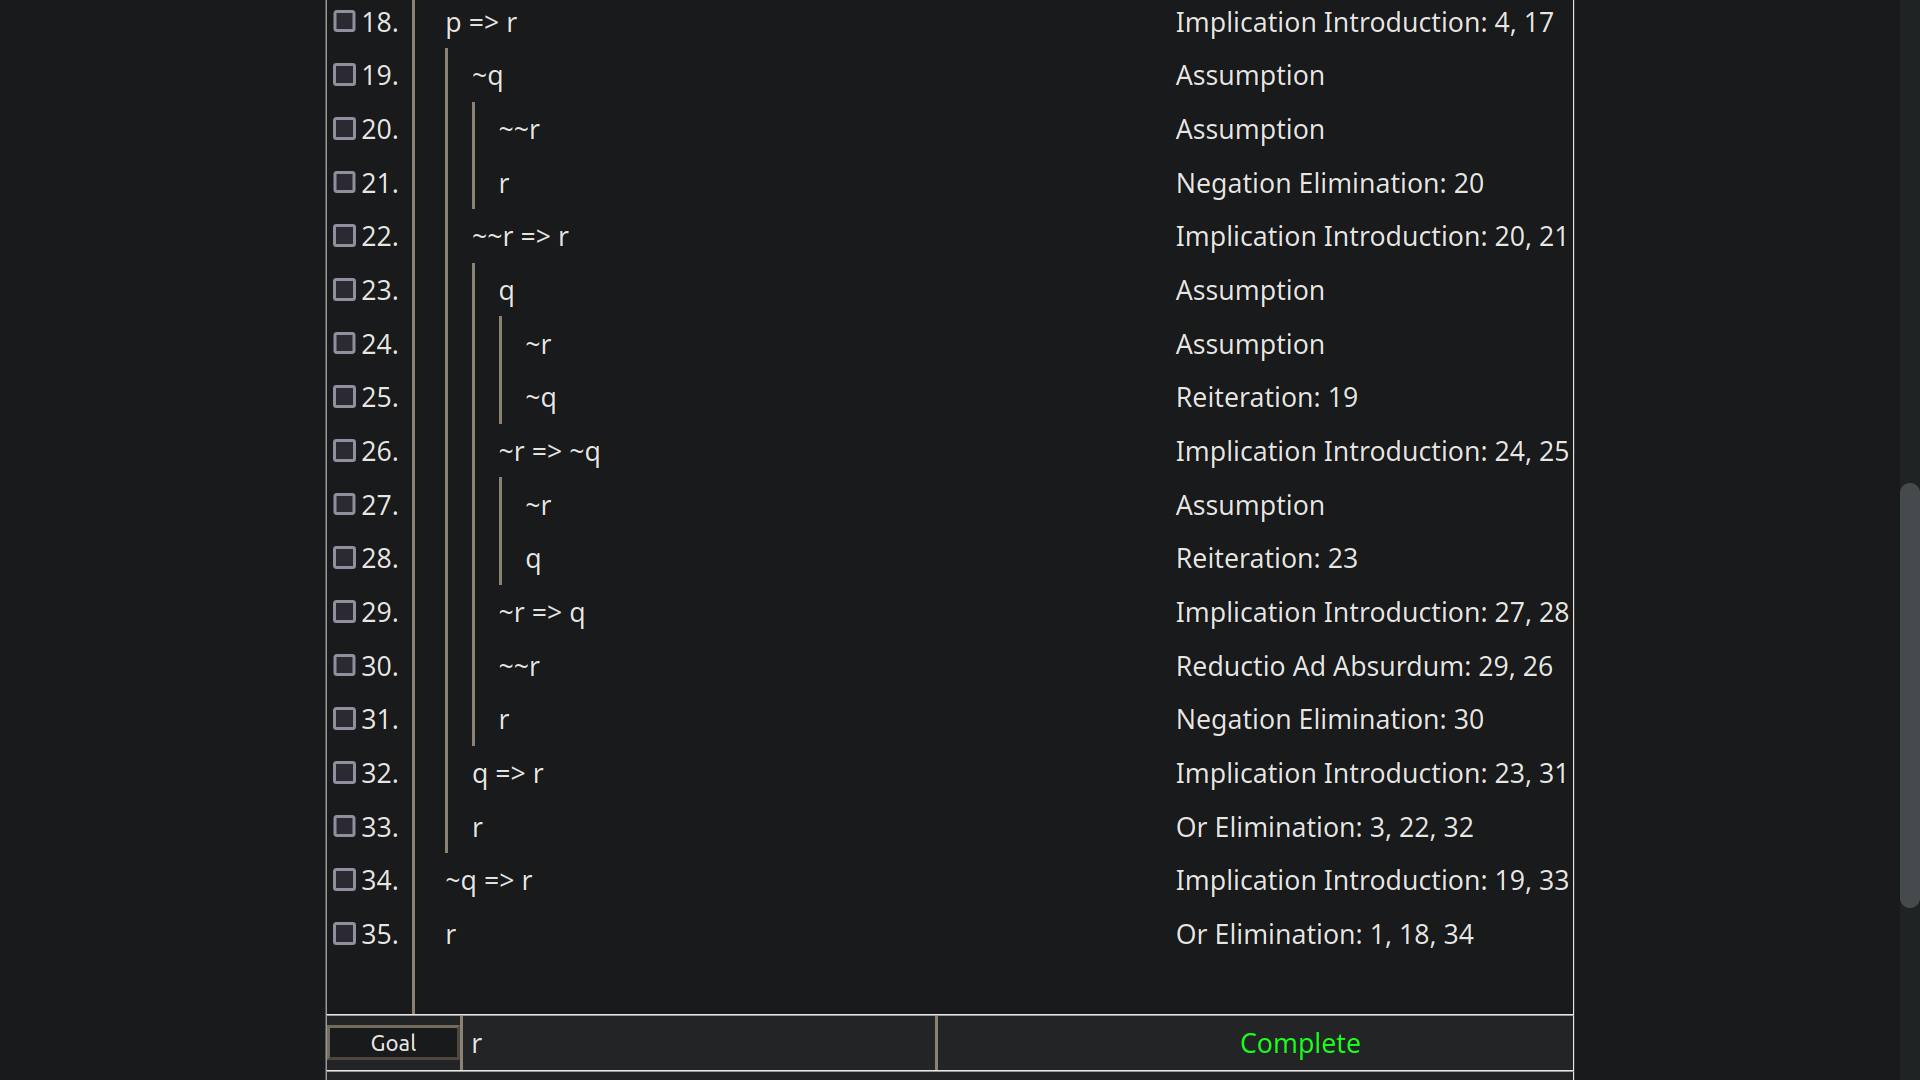 18. p => r Implication Introduction: 4, 17
19. ~q Assumption
20. ~~r Assumption
21. r Negation Elimination: 20
22. ~~r => r Implication Introduction: 20, 21
23. q Assumption
24. ~r Assumption
25. ~q Reiteration: 19
26. ~r => ~q Implication Introduction: 24, 25
27. ~r Assumption
28. q Reiteration: 23
29. ~r => q Implication Introduction: 27, 28
30. ~~r Reductio Ad Absurdum: 29, 26
31. r Negation Elimination: 30
32. q => r Implication Introduction: 23, 31
33. r Or Elimination: 3, 22, 32
34. ~q => r Implication Introduction: 19, 33
35. r Or Elimination: 1, 18, 34
Goal r Complete